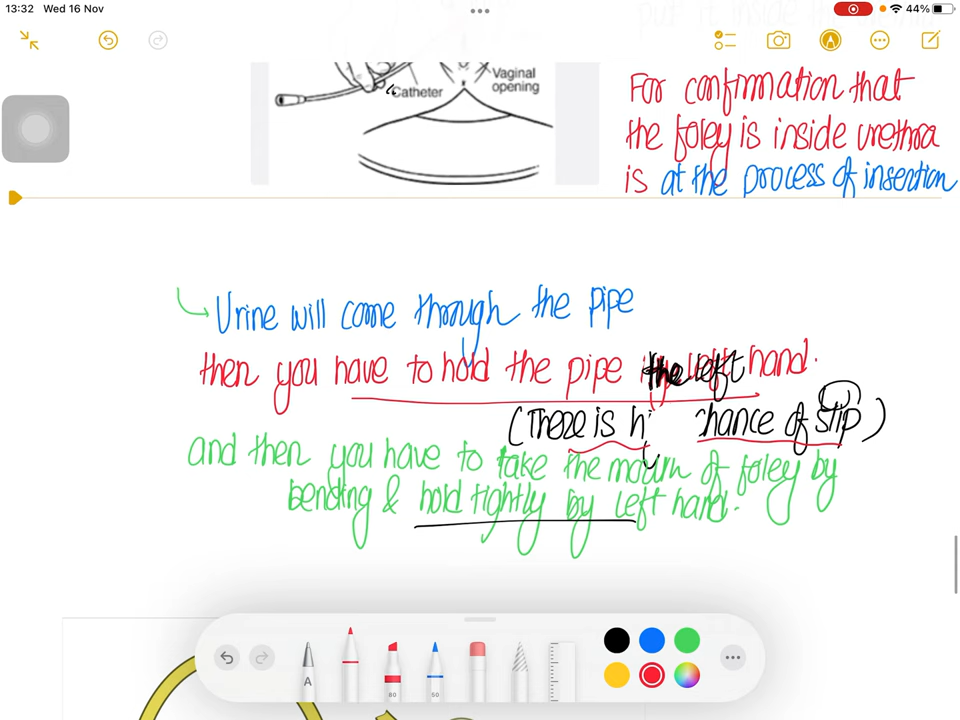 13:32 Wed 16 Nov
44%
Catheter
Vaginal
opening
For confirmation that
the foley is inside urethra
is at the process of insertion
Urine will come through the pipe
then you have to hold the pipe the left hand.
(There is chance of slip)
and then you have to take the mouth of foley by
bending & hold tightly by left hand.
A
80
50